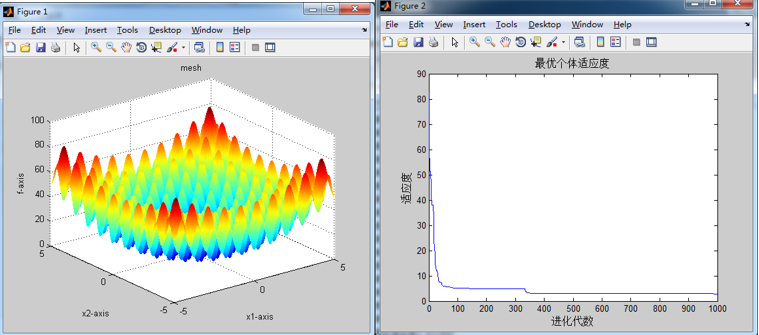 Figure 1
File Edit View Insert Tools Desktop Window Help
mesh
100
80
60
40
20
0
f-axis
5
0
-5
x2-axis
-5
0
5
x1-axis
Figure 2
File Edit View Insert Tools Desktop Window Help
最优个体适应度
90
80
70
60
50
40
30
20
10
0
适应度
0 100 200 300 400 500 600 700 800 900 1000
进化代数